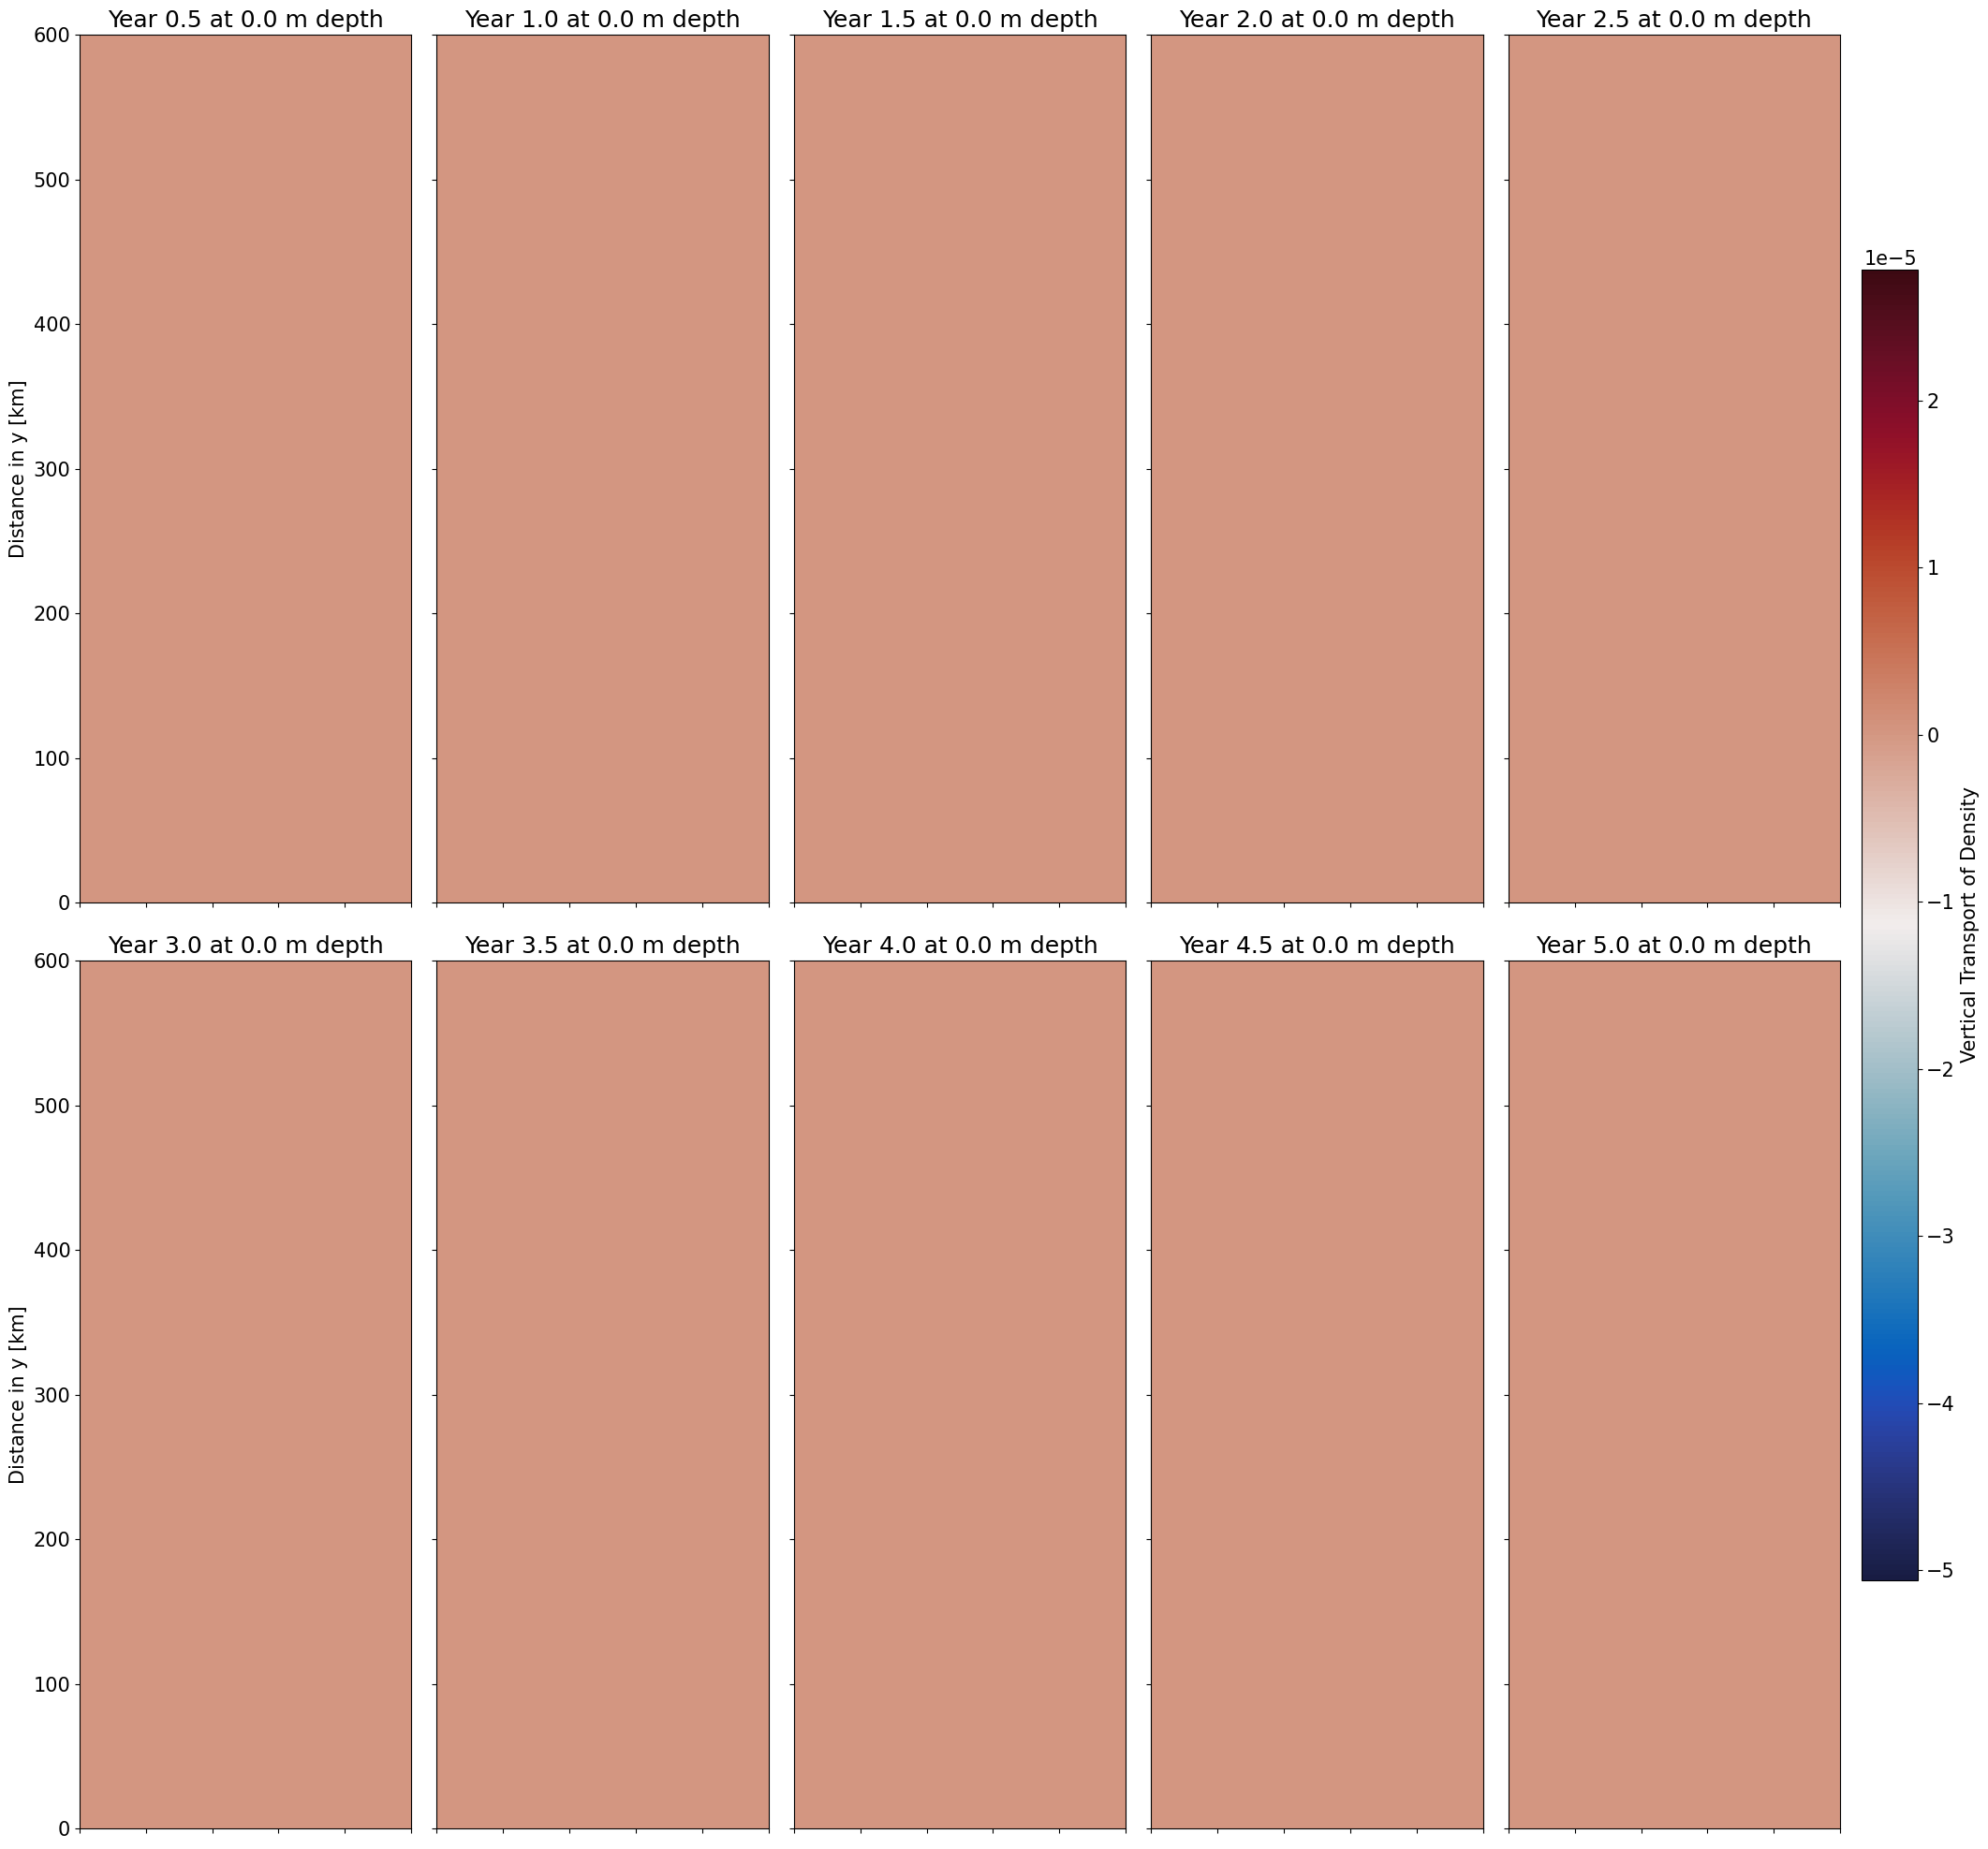 Year 0.5 at 0.0 m depth
Year 1.0 at 0.0 m depth
Year 1.5 at 0.0 m depth
Year 2.0 at 0.0 m depth
Year 2.5 at 0.0 m depth
600
500
400
300
200
100
0
Distance in y [km]
Year 3.0 at 0.0 m depth
Year 3.5 at 0.0 m depth
Year 4.0 at 0.0 m depth
Year 4.5 at 0.0 m depth
Year 5.0 at 0.0 m depth
600
500
400
300
200
100
0
Distance in y [km]
1e−5
2
1
0
−1
−2
−3
−4
−5
Vertical Transport of Density